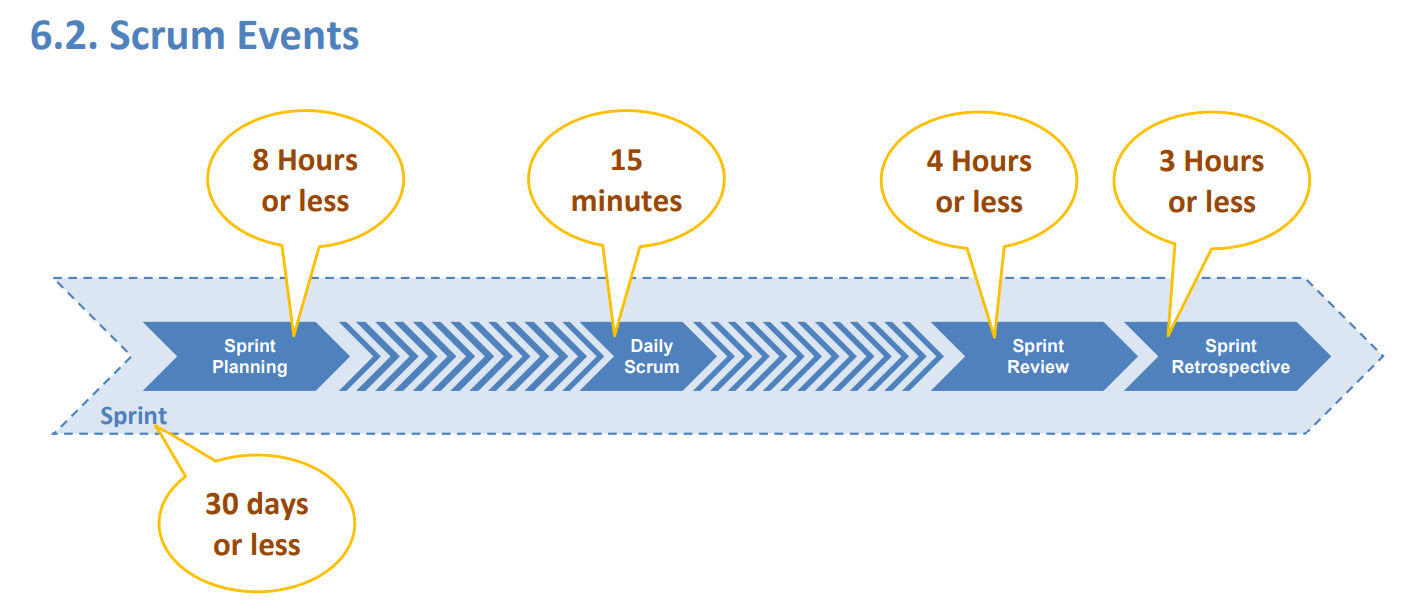 6.2. Scrum Events
8 Hours
or less
15
minutes
4 Hours
or less
3 Hours
or less
Sprint
Planning
Daily
Scrum
Sprint
Review
Sprint
Retrospective
Sprint
30 days
or less